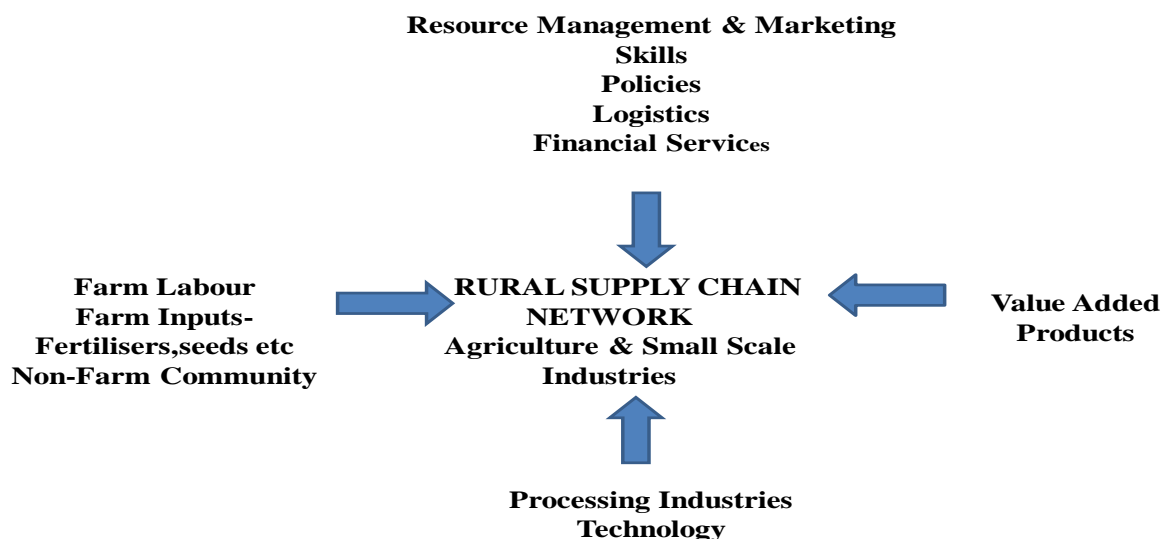 Resource Management & Marketing
Skills
Policies
Logistics
Financial Services
Farm Labour
Farm Inputs-
Fertilisers,seeds etc
Non-Farm Community
RURAL SUPPLY CHAIN
NETWORK
Agriculture & Small Scale
Industries
Value Added
Products
Processing Industries
Technology